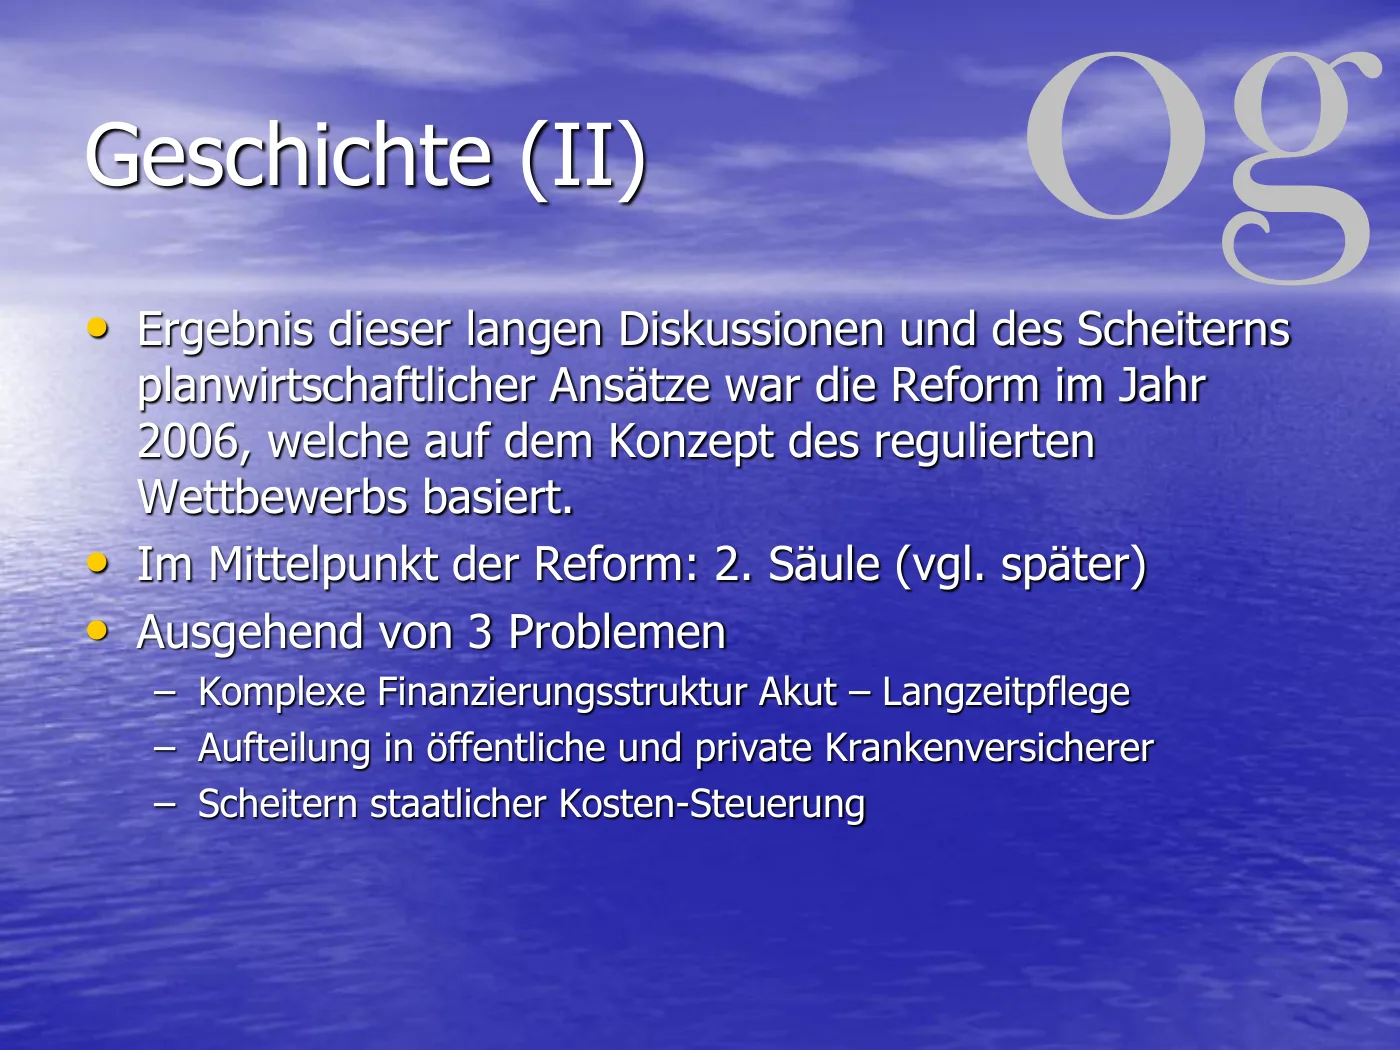 og
Geschichte (II)
• Ergebnis dieser langen Diskussionen und des Scheiterns
planwirtschaftlicher Ansätze war die Reform im Jahr
2006, welche auf dem Konzept des regulierten
Wettbewerbs basiert.
• Im Mittelpunkt der Reform: 2. Säule (vgl. später)
• Ausgehend von 3 Problemen
– Komplexe Finanzierungsstruktur Akut – Langzeitpflege
– Aufteilung in öffentliche und private Krankenversicherer
– Scheitern staatlicher Kosten-Steuerung